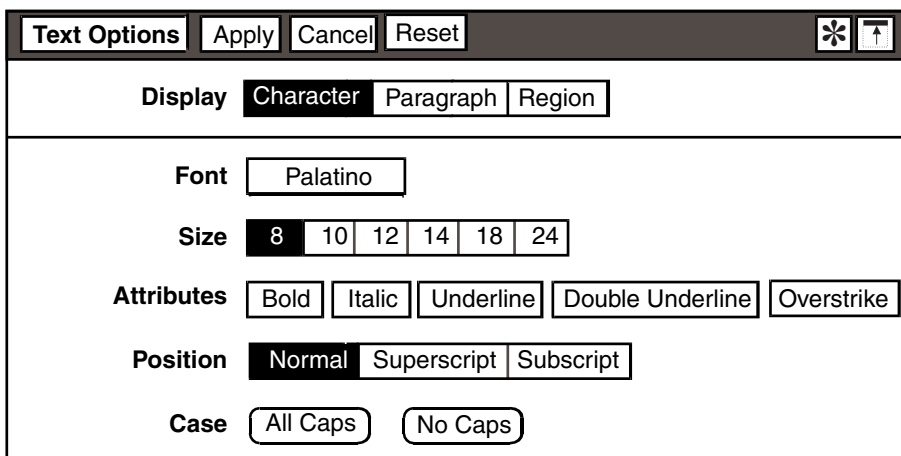 Text Options Apply Cancel Reset
Display Character Paragraph Region
Font Palatino
Size 8 10 12 14 18 24
Attributes Bold Italic Underline Double Underline Overstrike
Position Normal Superscript Subscript
Case All Caps No Caps